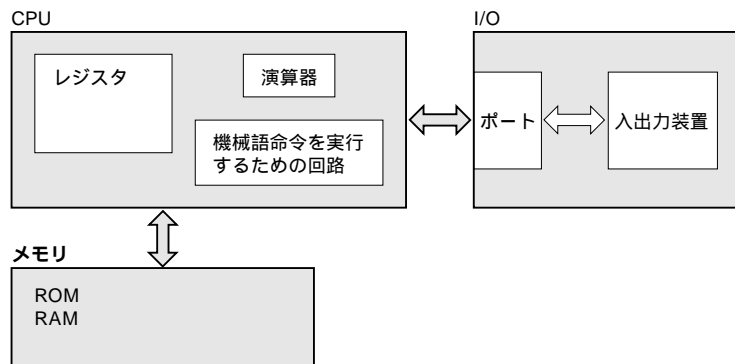 CPU
I/O
レジスタ
演算器
機械語命令を実行
するための回路
ポート
入出力装置
メモリ
ROM
RAM